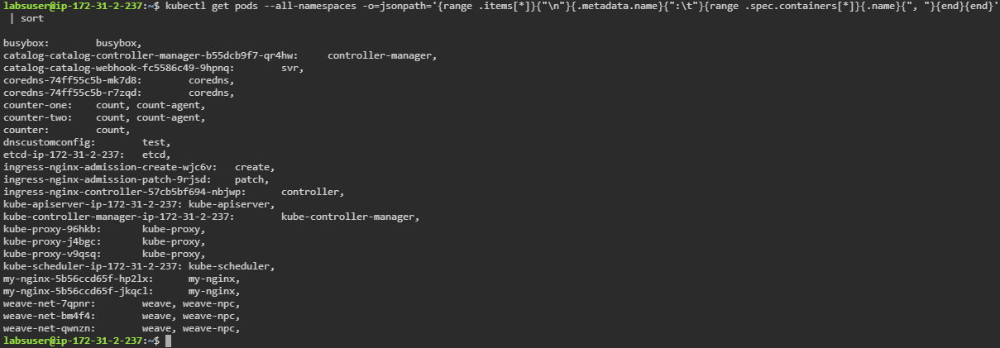 labsuser@ip-172-31-2-237:~$ kubectl get pods --all-namespaces -o=jsonpath='{range .items[*]}{"\n"}{.metadata.name}{":\t"}{range .spec.containers[*]}{.name}{", "}{end}{end}'
| sort
busybox: busybox,
catalog-catalog-controller-manager-b55dcb9f7-qr4hw: controller-manager,
catalog-catalog-webhook-fc5586c49-9hpnq: svr,
coredns-74ff55c5b-mk7d8: coredns,
coredns-74ff55c5b-r7zqd: coredns,
counter-one: count, count-agent,
counter-two: count, count-agent,
counter: count,
dnscustomconfig: test,
etcd-ip-172-31-2-237: etcd,
ingress-nginx-admission-create-wjc6v: create,
ingress-nginx-admission-patch-9rjsd: patch,
ingress-nginx-controller-57cb5bf694-nbjwp: controller,
kube-apiserver-ip-172-31-2-237: kube-apiserver,
kube-controller-manager-ip-172-31-2-237: kube-controller-manager,
kube-proxy-96hkb: kube-proxy,
kube-proxy-j4bgc: kube-proxy,
kube-proxy-v9qsq: kube-proxy,
kube-scheduler-ip-172-31-2-237: kube-scheduler,
my-nginx-5b56ccd65f-hp2lx: my-nginx,
my-nginx-5b56ccd65f-jkqcl: my-nginx,
weave-net-7qpnr: weave, weave-npc,
weave-net-bm4f4: weave, weave-npc,
weave-net-qwnzn: weave, weave-npc,
labsuser@ip-172-31-2-237:~$